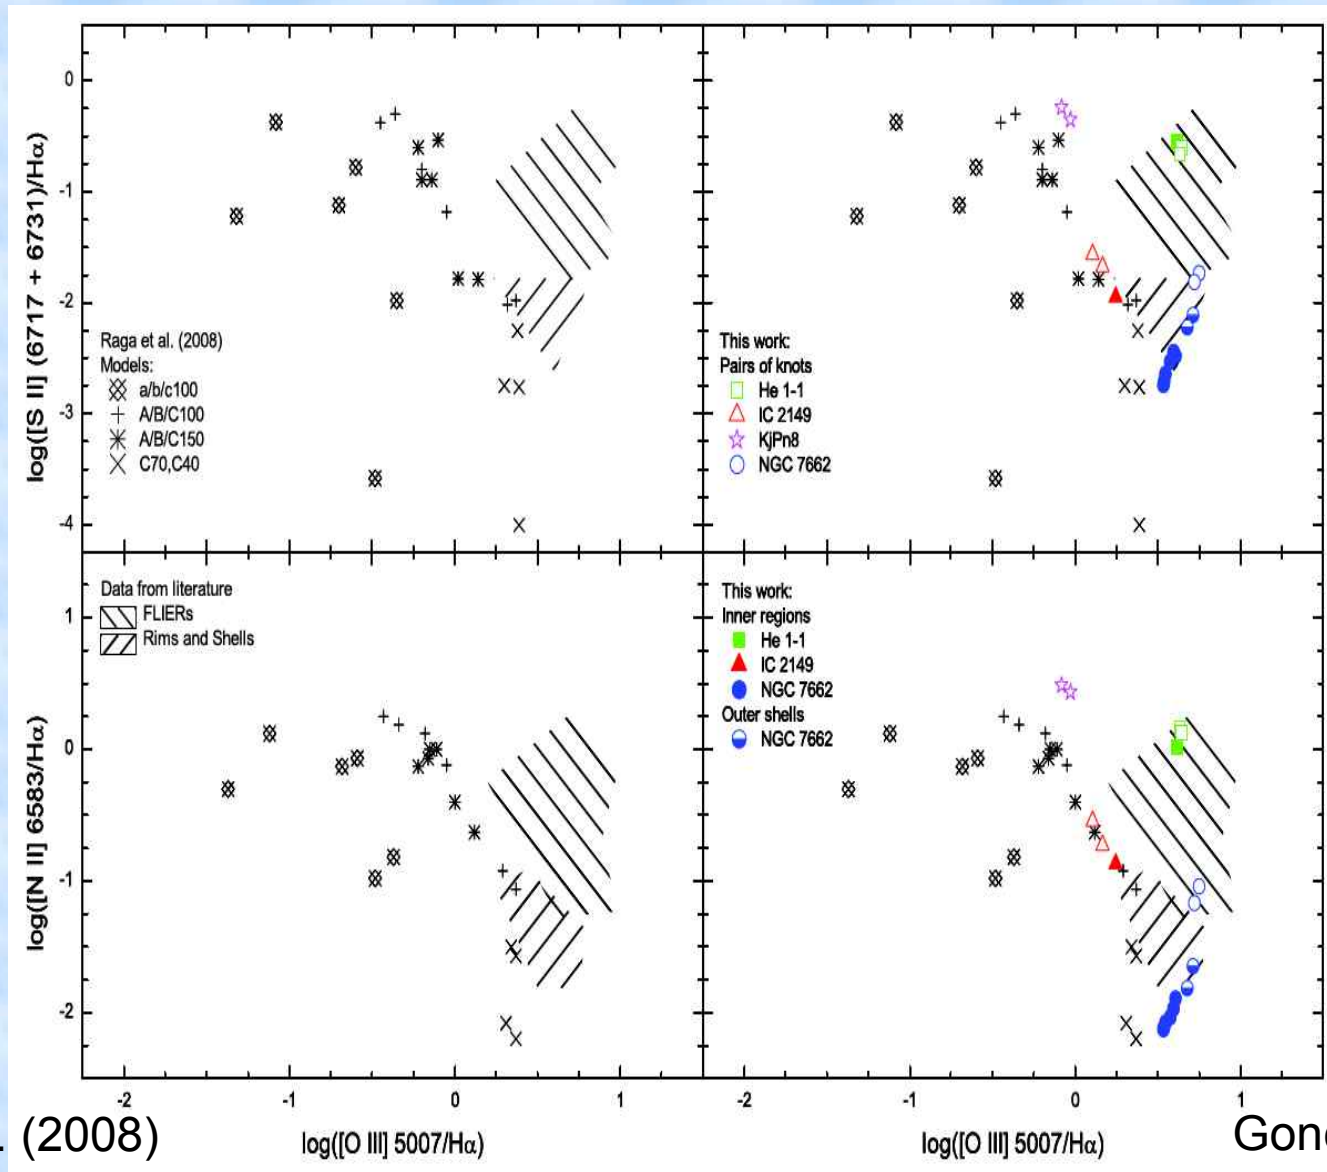 0
-1
-2
-3
-4
log([S II] (6717 + 6731)/Hα)
Raga et al. (2008)
Models:
a/b/c100
A/B/C100
A/B/C150
C70,C40
This work:
Pairs of knots
He 1-1
IC 2149
KjPn8
NGC 7662
1
0
-1
-2
log([N II] 6583/Hα)
Data from literature
FLIERs
Rims and Shells
This work:
Inner regions
He 1-1
IC 2149
NGC 7662
Outer shells
NGC 7662
-2 -1 0 1 -2 -1 0 1
log([O III] 5007/Hα) log([O III] 5007/Hα)
. (2008)